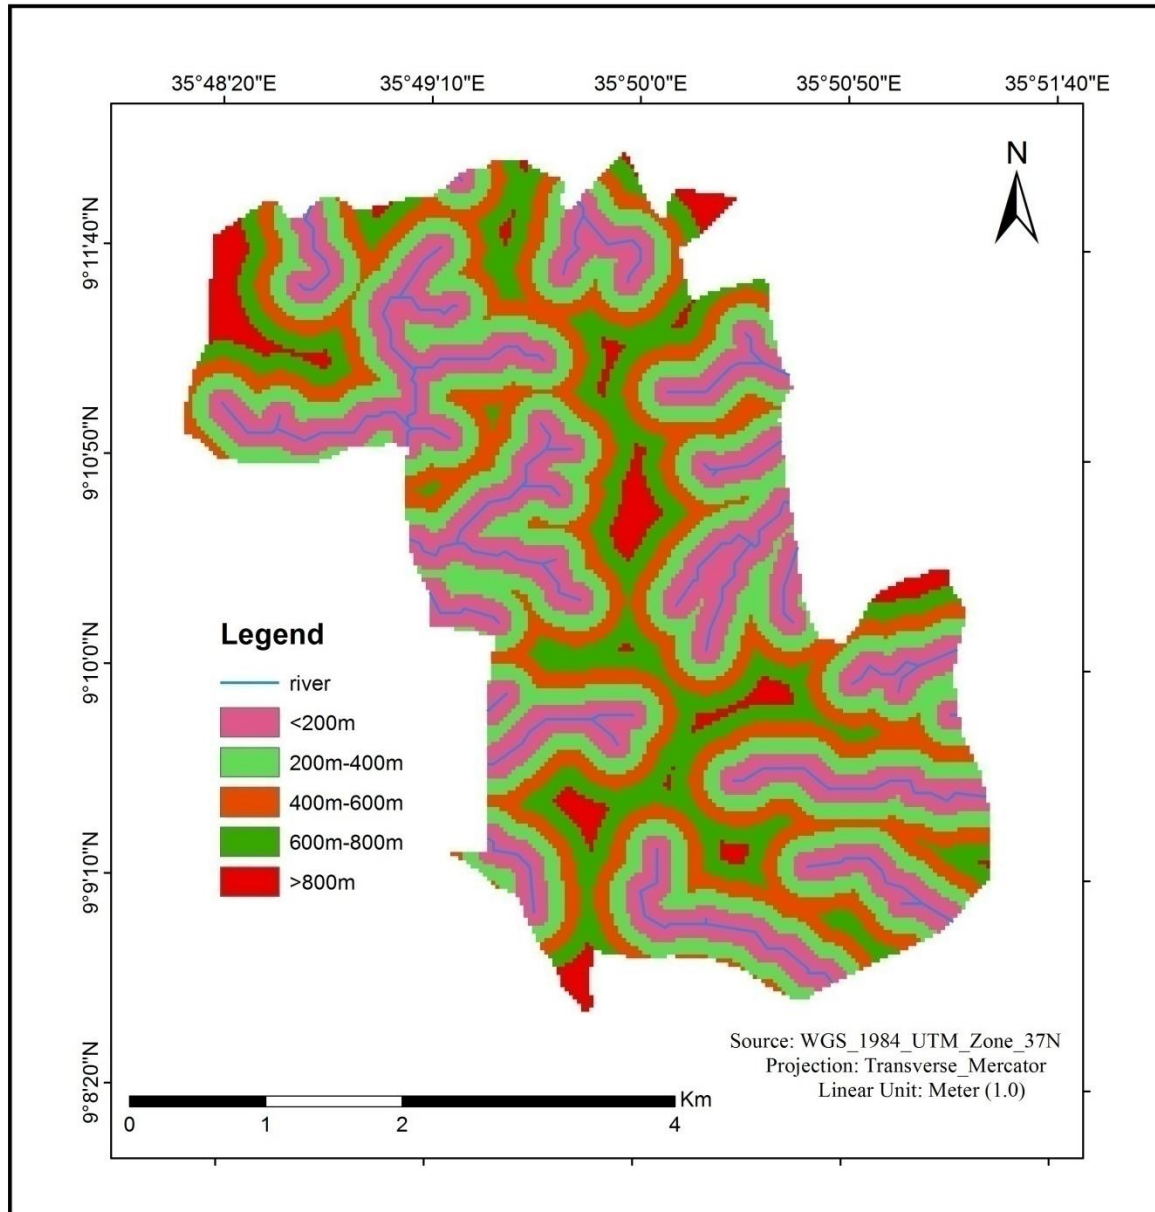 35°48'20"E 35°49'10"E 35°50'0"E 35°50'50"E 35°51'40"E
N
9°11'40"N
9°10'50"N
9°10'0"N
9°9'10"N
9°8'20"N
Legend
river
<200m
200m-400m
400m-600m
600m-800m
>800m
Source: WGS_1984_UTM_Zone_37N
Projection: Transverse_Mercator
Linear Unit: Meter (1.0)
Km
0 1 2 4